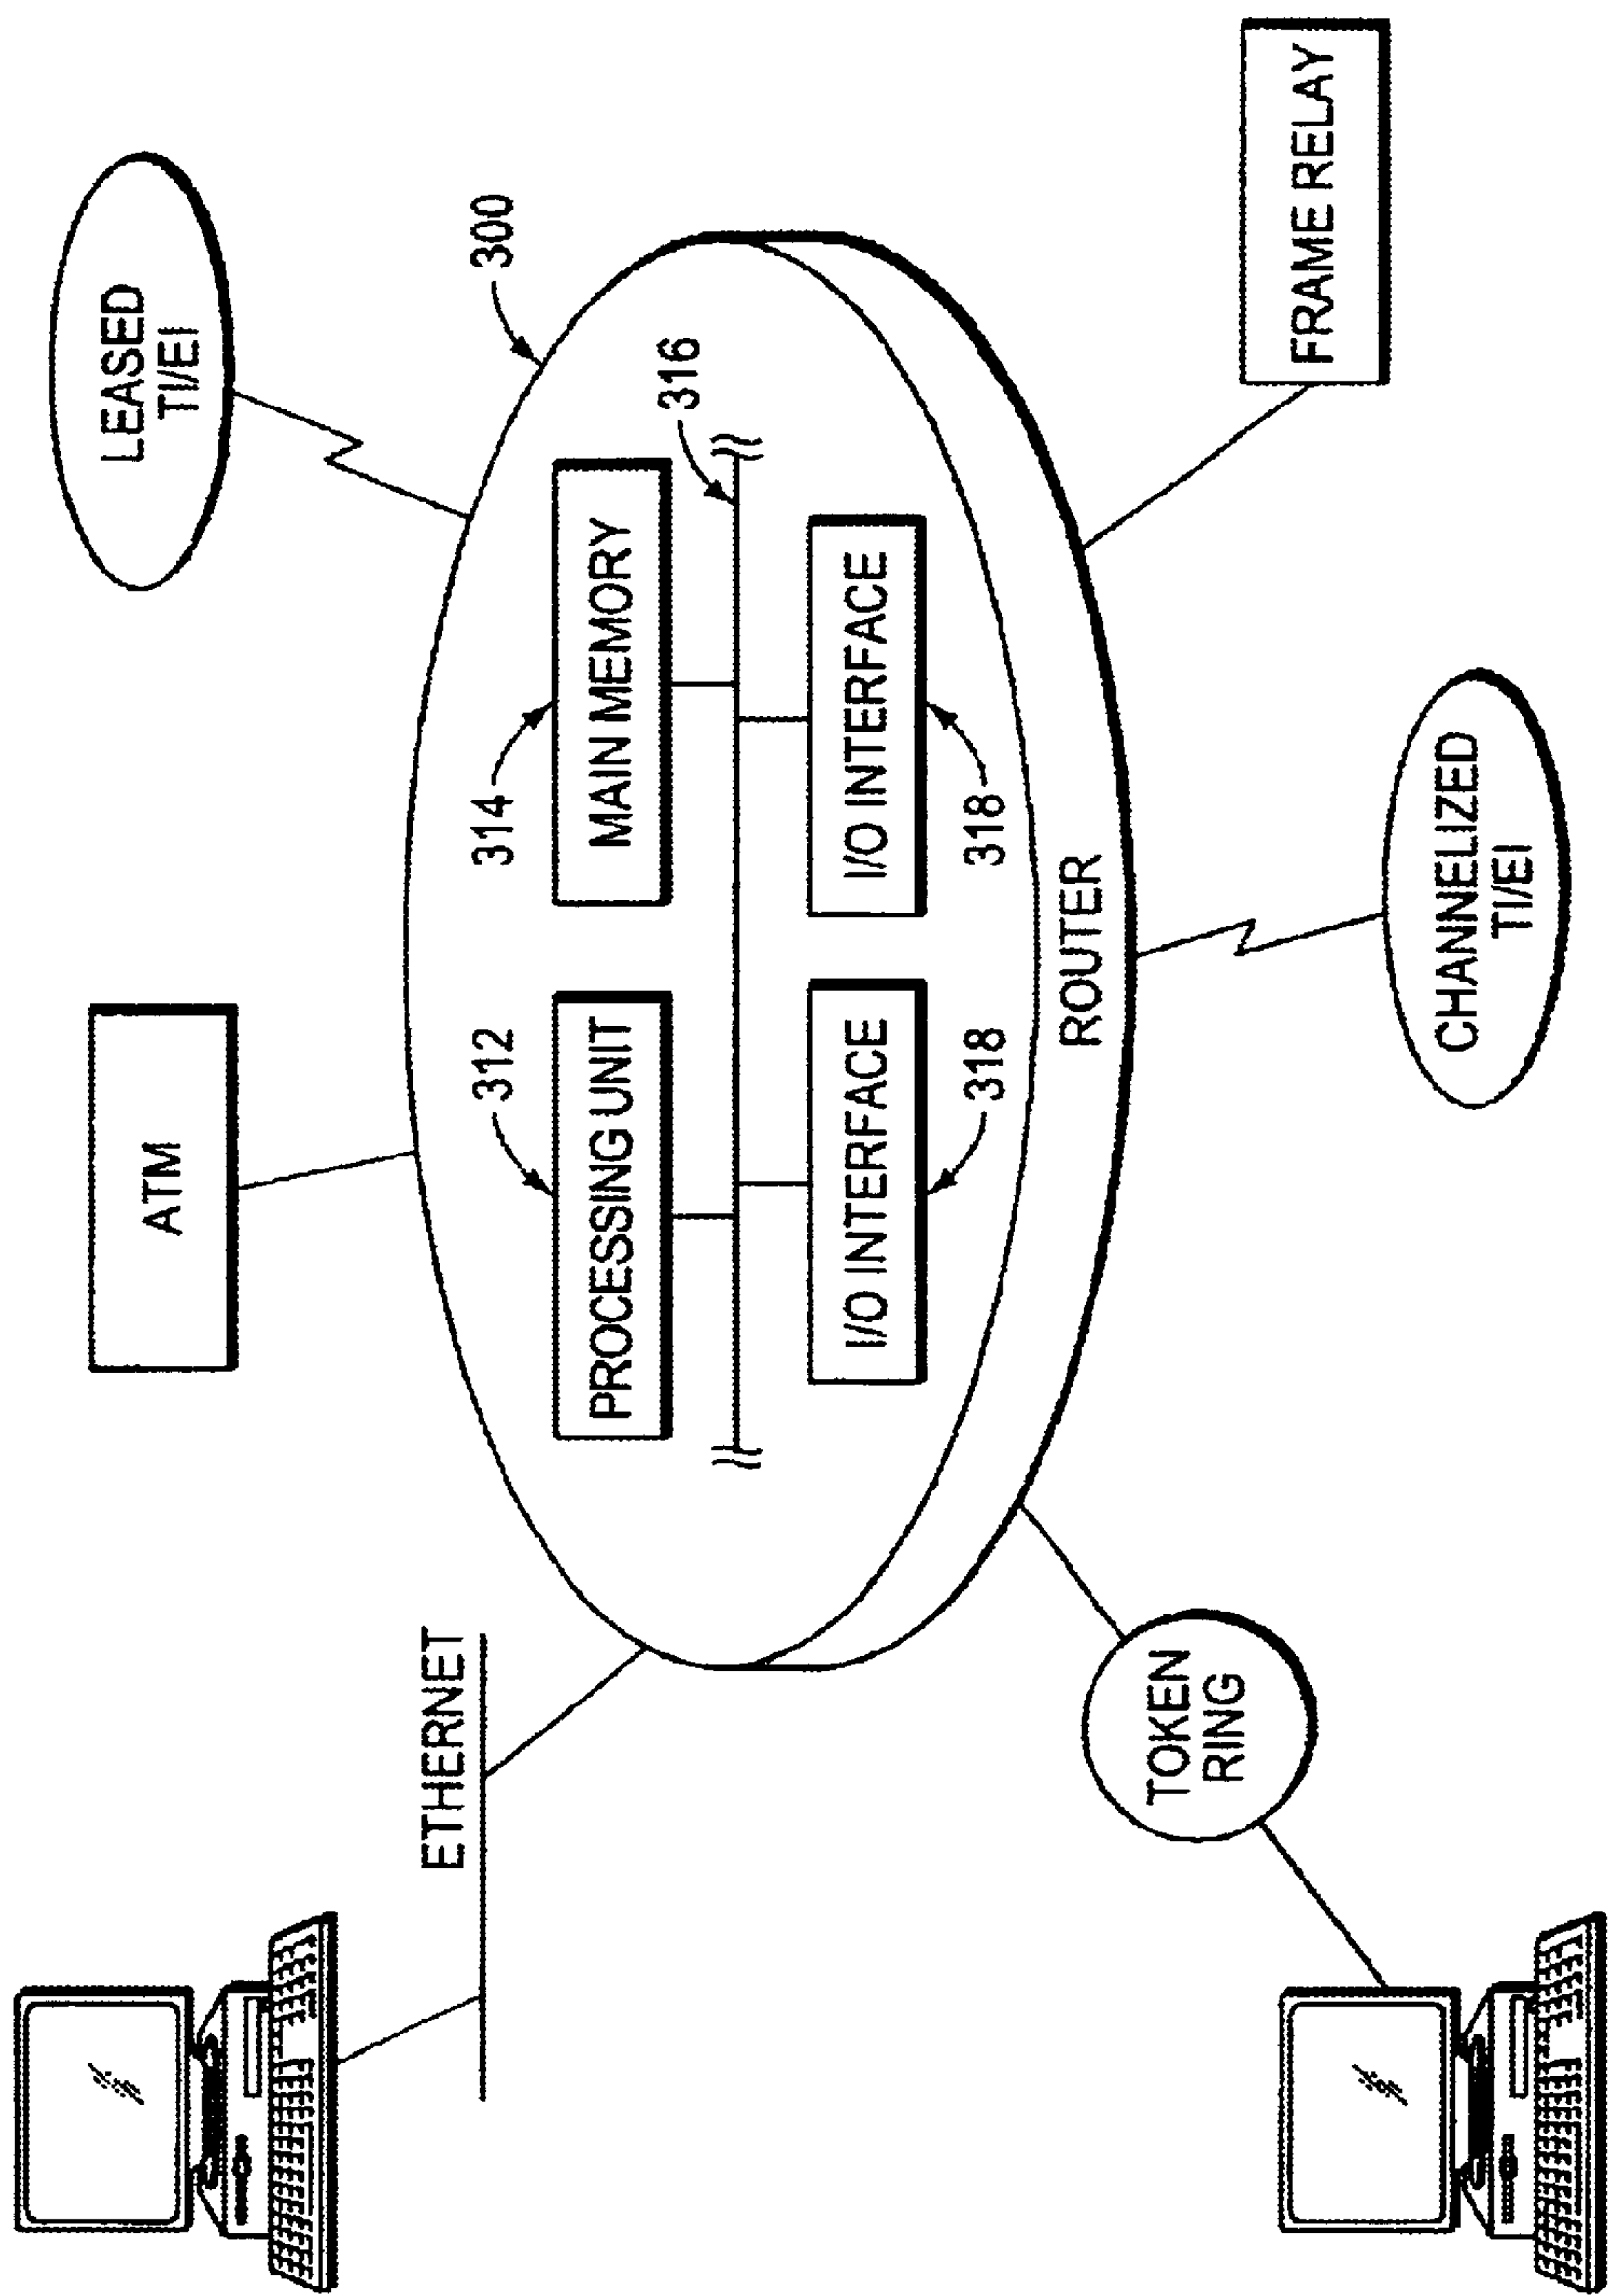 ATM
LEASED
TI/EI
ETHERNET
312
314
300
PROCESSING UNIT
MAIN MEMORY
316
I/O INTERFACE
I/O INTERFACE
318
318
ROUTER
TOKEN
RING
FRAME RELAY
CHANNELIZED
TI/EI